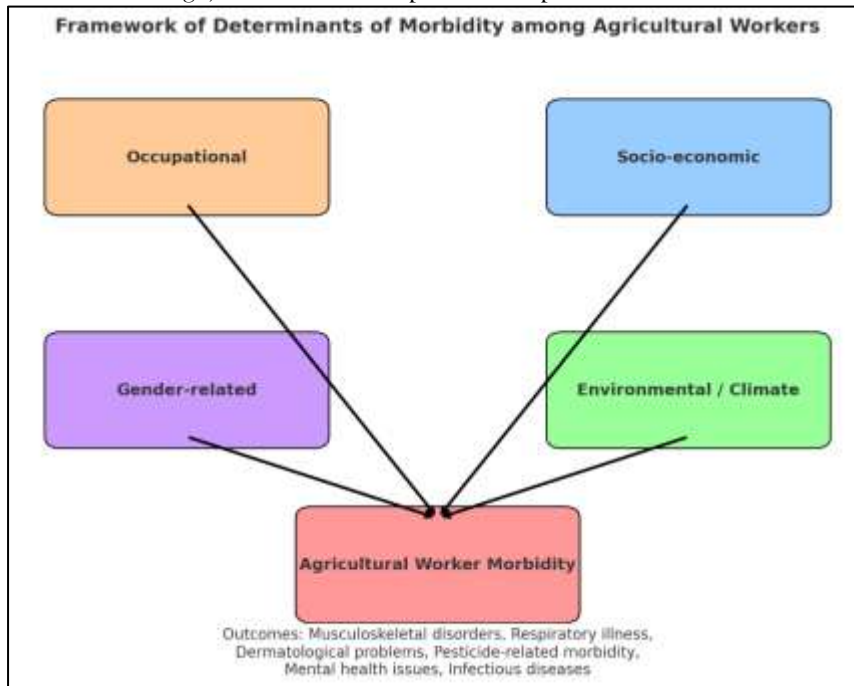 Framework of Determinants of Morbidity among Agricultural Workers
Occupational
Socio-economic
Gender-related
Environmental / Climate
Agricultural Worker Morbidity
Outcomes: Musculoskeletal disorders, Respiratory illness,
Dermatological problems, Pesticide-related morbidity,
Mental health issues, Infectious diseases